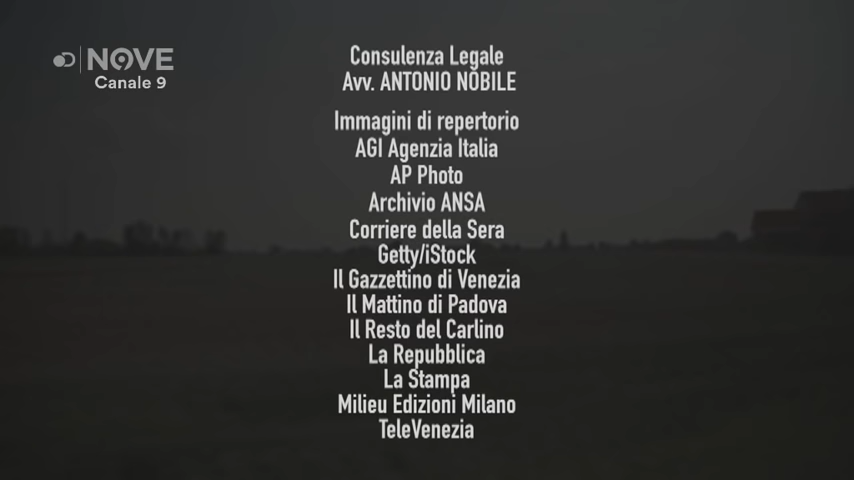 NOVE
Canale 9
Consulenza Legale
Avv. ANTONIO NOBILE
Immagini di repertorio
AGI Agenzia Italia
AP Photo
Archivio ANSA
Corriere della Sera
Getty/iStock
Il Gazzettino di Venezia
Il Mattino di Padova
Il Resto del Carlino
La Repubblica
La Stampa
Milieu Edizioni Milano
TeleVenezia